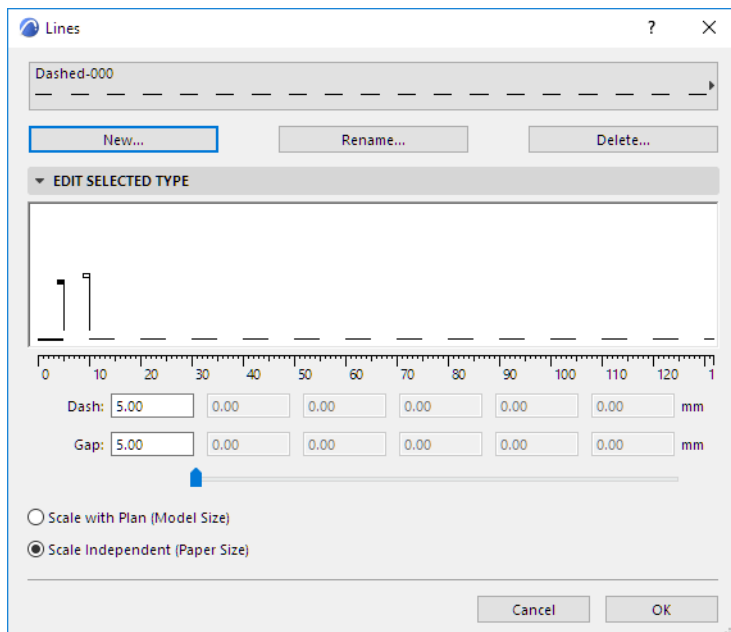 Lines ?
Dashed-000
New... Rename... Delete...
EDIT SELECTED TYPE
0 10 20 30 40 50 60 70 80 90 100 110 120 1
Dash: 5.00 0.00 0.00 0.00 0.00 0.00 mm
Gap: 5.00 0.00 0.00 0.00 0.00 0.00 mm
Scale with Plan (Model Size)
Scale Independent (Paper Size)
Cancel OK